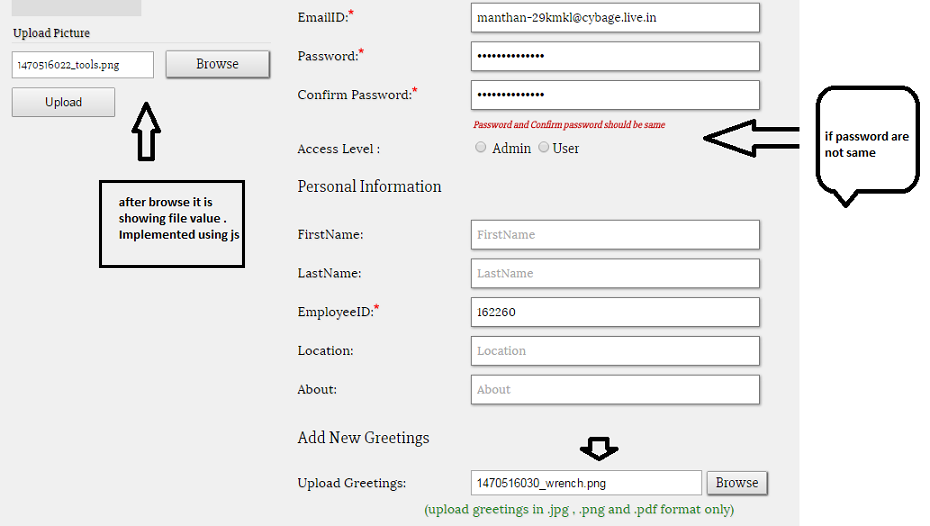 Upload Picture
1470516022_tools.png
Browse
Upload
after browse it is
showing file value .
Implemented using js
EmailID:*
manthan-29kmkl@cybage.live.in
Password:*
••••••••••••••
Confirm Password:*
••••••••••••••
Password and Confirm password should be same
Access Level :
Admin
User
if password are
not same
Personal Information
FirstName:
FirstName
LastName:
LastName
EmployeeID:*
162260
Location:
Location
About:
About
Add New Greetings
Upload Greetings:
1470516030_wrench.png
Browse
(upload greetings in .jpg , .png and .pdf format only)